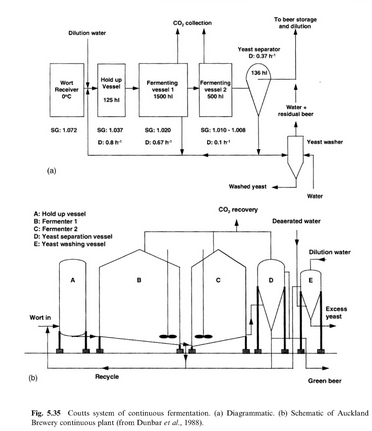 CO₂ collection
To beer storage
and dilution
Dilution water
Yeast separator
D: 0.37 h⁻¹
Wort
Receiver
0ºC
Hold up
Vessel
125 hl
Fermenting
vessel 1
1500 hl
Fermenting
vessel 2
500 hl
136 hl
Water +
residual beer
SG: 1.072
SG: 1.037
SG: 1.020
SG: 1.010 - 1.008
D: 0.8 h⁻¹
D: 0.67 h⁻¹
D: 0.1 h⁻¹
Yeast washer
(a)
Washed yeast
Water
A: Hold up vessel
B: Fermenter 1
C: Fermenter 2
D: Yeast separation vessel
E: Yeast washing vessel
CO₂ recovery
Deaerated water
Dilution water
A
B
C
D
E
Wort in
Excess
yeast
(b)
Recycle
Green beer
Fig. 5.35 Coutts system of continuous fermentation. (a) Diagrammatic. (b) Schematic of Auckland
Brewery continuous plant (from Dunbar et al., 1988).